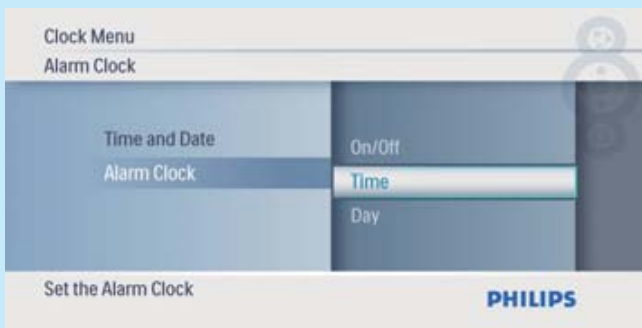 Clock Menu
Alarm Clock
Time and Date
Alarm Clock
On/Off
Time
Day
Set the Alarm Clock
PHILIPS